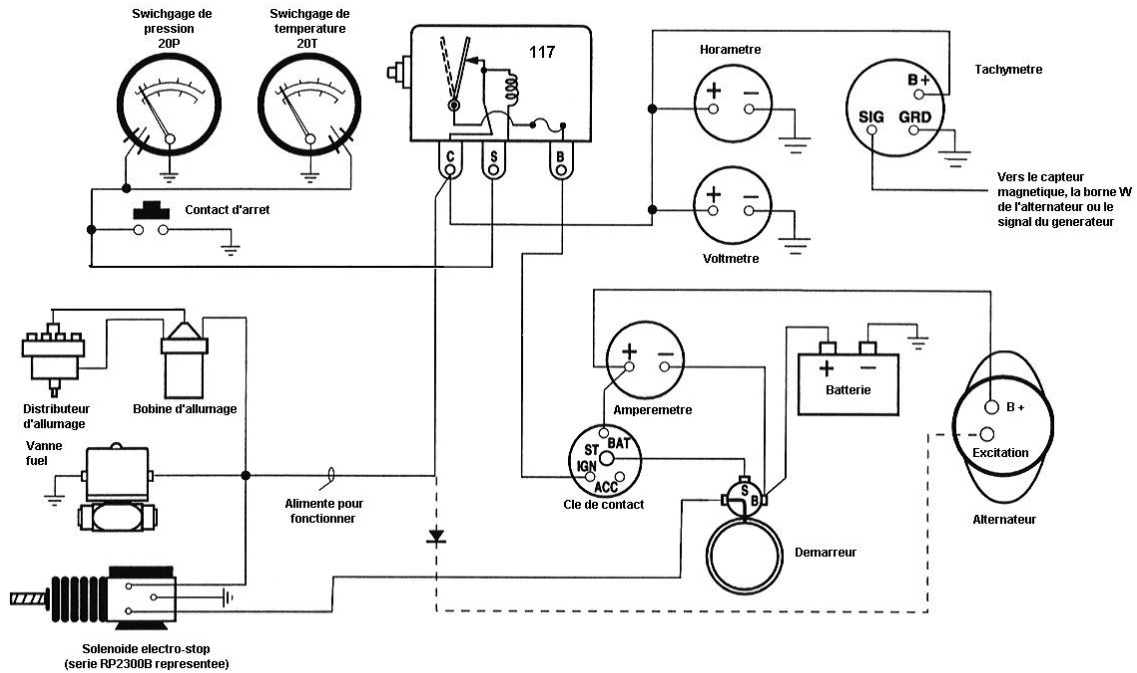 Swichgage de
pression
20P
Swichgage de
temperature
20T
117
C
S
B
Horametre
+ −
B+
SIG GRD
Tachymetre
Vers le capteur
magnetique, la borne W
de l'alternateur ou le
signal du generateur
Contact d'arret
+ −
Voltmetre
Distributeur
d'allumage
Bobine d'allumage
Vanne
fuel
Alimente pour
fonctionner
+ −
Amperemetre
ST BAT
IGN
ACC
Cle de contact
+ −
Batterie
S
B
Demarreur
B +
Excitation
Alternateur
Solenoide electro-stop
(serie RP2300B representee)